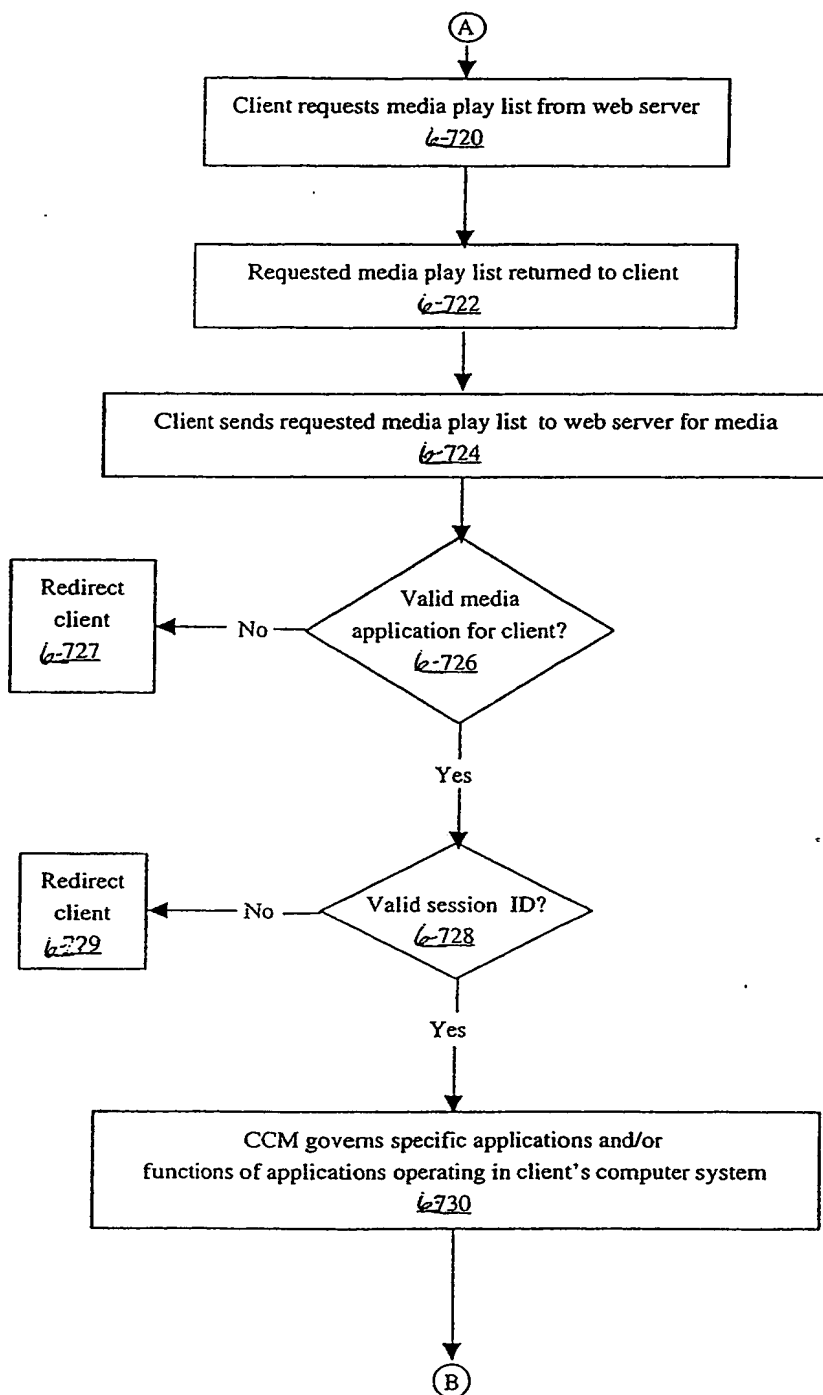 A
Client requests media play list from web server
6-720
Requested media play list returned to client
6-722
Client sends requested media play list to web server for media
6-724
Redirect
client
6-727
No
Valid media
application for client?
6-726
Yes
Redirect
client
6-729
No
Valid session ID?
6-728
Yes
CCM governs specific applications and/or
functions of applications operating in client's computer system
6-730
B